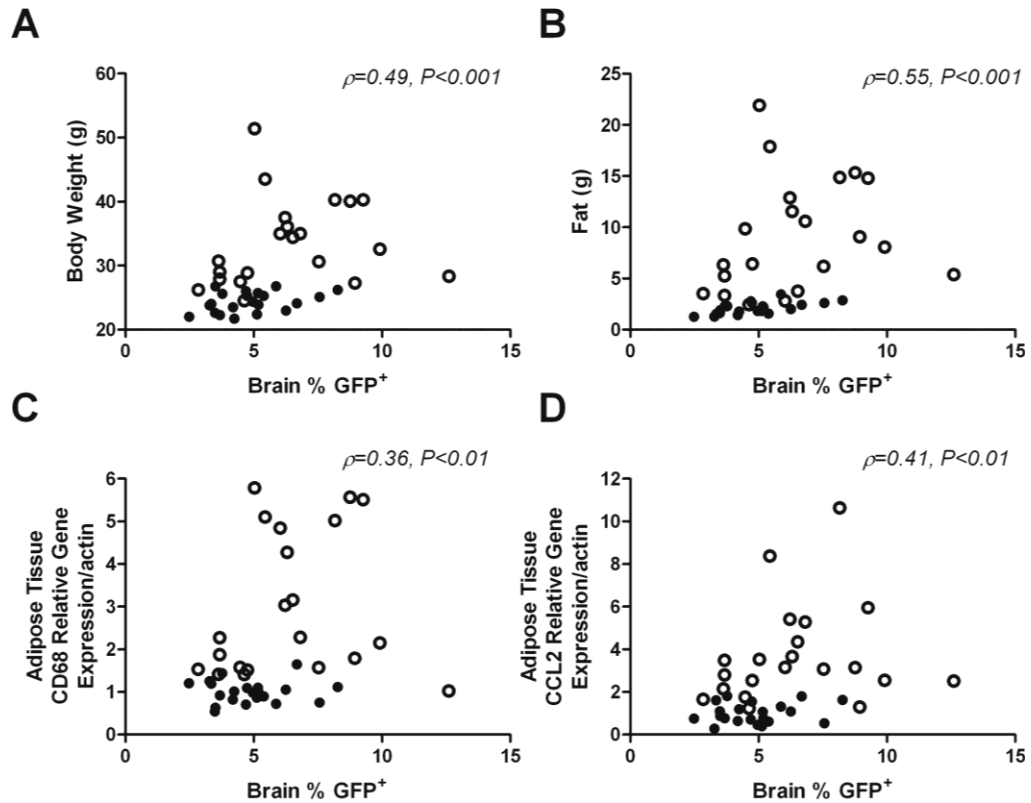 A
ρ=0.49, P<0.001
Body Weight (g)
60
50
40
30
20
0
5
10
15
Brain % GFP+
B
ρ=0.55, P<0.001
Fat (g)
25
20
15
10
5
0
0
5
10
15
Brain % GFP+
C
ρ=0.36, P<0.01
Adipose Tissue
CD68 Relative Gene
Expression/actin
6
5
4
3
2
1
0
0
5
10
15
Brain % GFP+
D
ρ=0.41, P<0.01
Adipose Tissue
CCL2 Relative Gene
Expression/actin
12
10
8
6
4
2
0
0
5
10
15
Brain % GFP+